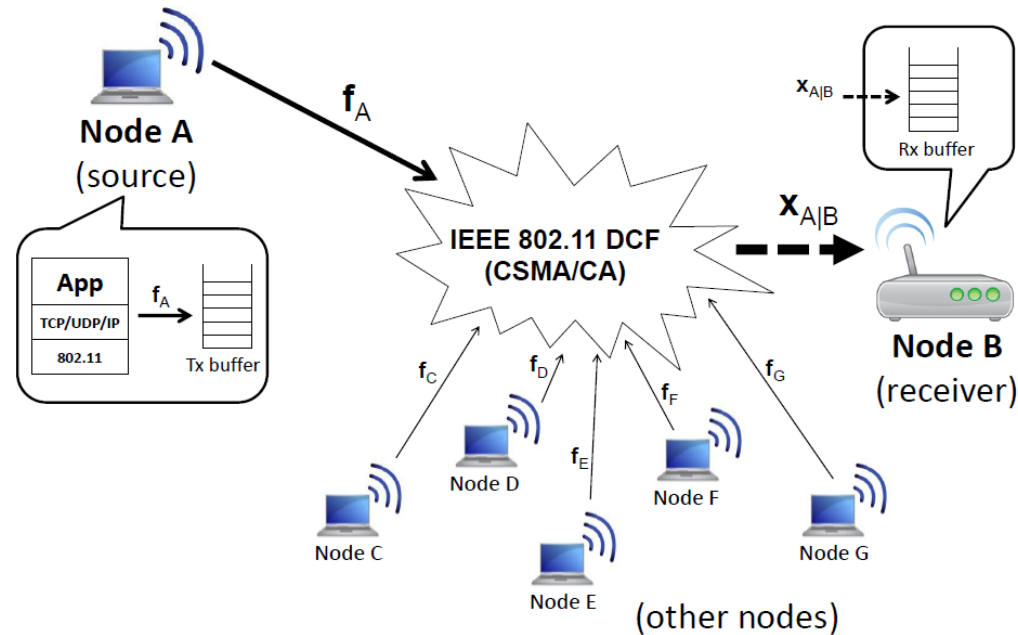 Node A
(source)
App
TCP/UDP/IP
802.11
f_A
Tx buffer
f_A
IEEE 802.11 DCF
(CSMA/CA)
x_A|B
x_A|B
Rx buffer
Node B
(receiver)
f_C
f_D
f_E
f_F
f_G
Node C
Node D
Node E
Node F
Node G
(other nodes)